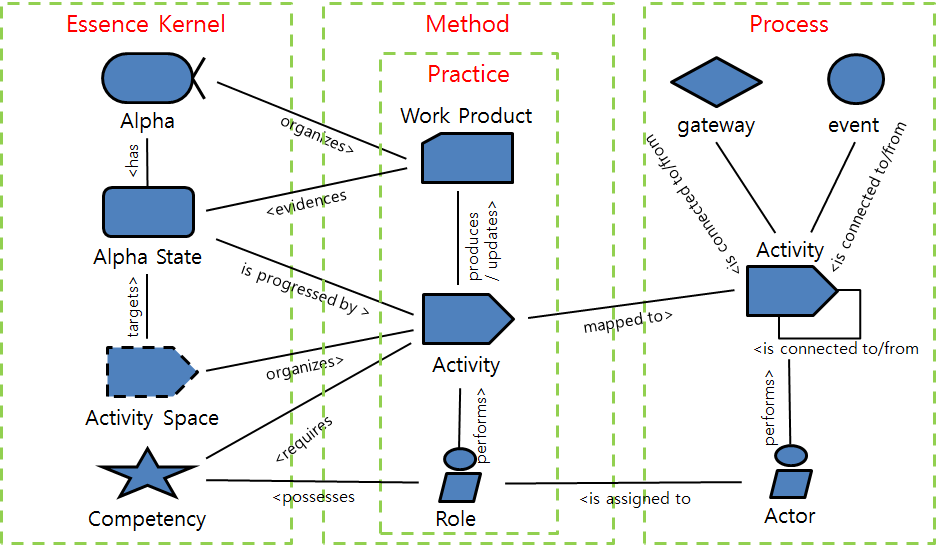 Essence Kernel
Method
Process
Practice
Alpha
<has
Alpha State
targets>
Activity Space
Competency
organizes>
<evidences
is progressed by >
organizes>
<requires
<possesses
Work Product
produces
/ updates>
Activity
performs>
Role
mapped to>
<is assigned to
gateway
event
<is connected to/from
<is connected to/from
Activity
<is connected to/from
performs>
Actor